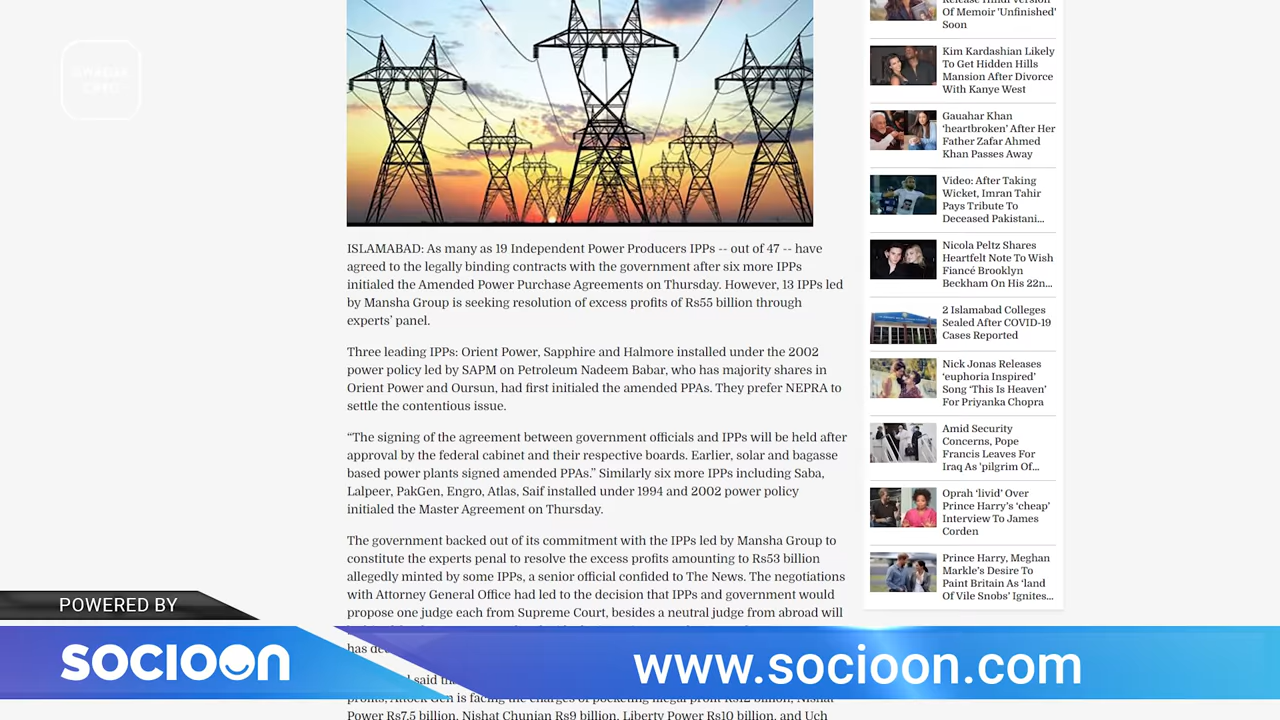 ISLAMABAD: As many as 19 Independent Power Producers IPPs -- out of 47 -- have
agreed to the legally binding contracts with the government after six more IPPs
initialed the Amended Power Purchase Agreements on Thursday. However, 13 IPPs led
by Mansha Group is seeking resolution of excess profits of Rs55 billion through
experts’ panel.
Three leading IPPs: Orient Power, Sapphire and Halmore installed under the 2002
power policy led by SAPM on Petroleum Nadeem Babar, who has majority shares in
Orient Power and Oursun, had first initialed the amended PPAs. They prefer NEPRA to
settle the contentious issue.
“The signing of the agreement between government officials and IPPs will be held after
approval by the federal cabinet and their respective boards. Earlier, solar and bagasse
based power plants signed amended PPAs.” Similarly six more IPPs including Saba,
Lalpeer, PakGen, Engro, Atlas, Saif installed under 1994 and 2002 power policy
initialed the Master Agreement on Thursday.
The government backed out of its commitment with the IPPs led by Mansha Group to
constitute the experts penal to resolve the excess profits amounting to Rs53 billion
allegedly minted by some IPPs, a senior official confided to The News. The negotiations
with Attorney General Office had led to the decision that IPPs and government would
propose one judge each from Supreme Court, besides a neutral judge from abroad will
has
said
profits, Attock Gen is facing the charges of pocketing illegal profit Rs12 billion, Nishat
Power Rs7.5 billion, Nishat Chunian Rs9 billion, Liberty Power Rs10 billion, and Uch
Release Hindi Version
Of Memoir 'Unfinished'
Soon
Kim Kardashian Likely
To Get Hidden Hills
Mansion After Divorce
With Kanye West
Gauahar Khan
‘heartbroken’ After Her
Father Zafar Ahmed
Khan Passes Away
Video: After Taking
Wicket, Imran Tahir
Pays Tribute To
Deceased Pakistani...
Nicola Peltz Shares
Heartfelt Note To Wish
Fiancé Brooklyn
Beckham On His 22n...
2 Islamabad Colleges
Sealed After COVID-19
Cases Reported
Nick Jonas Releases
‘euphoria Inspired’
Song ‘This Is Heaven’
For Priyanka Chopra
Amid Security
Concerns, Pope
Francis Leaves For
Iraq As ‘pilgrim Of...
Oprah ‘livid’ Over
Prince Harry’s ‘cheap’
Interview To James
Corden
Prince Harry, Meghan
Markle’s Desire To
Paint Britain As ‘land
Of Vile Snobs’ Ignites...
POWERED BY
SOCIOON
www.socioon.com